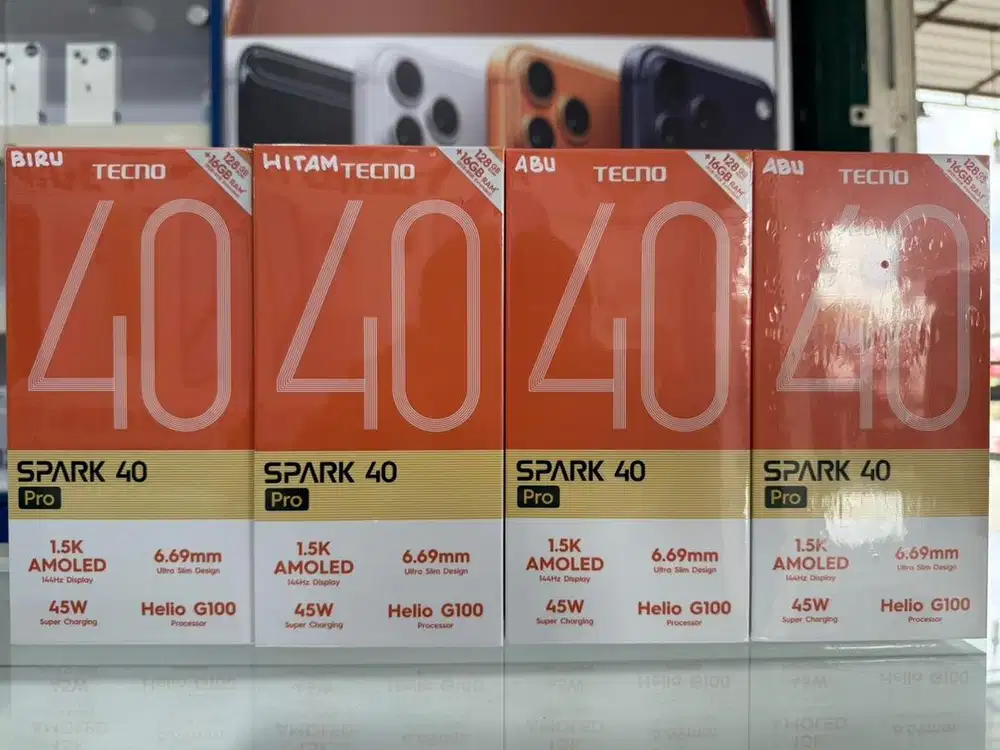 BIRU
TECNO
128GB
+16GB RAM*
40
SPARK 40
Pro
1.5K
AMOLED
144Hz Display
6.69mm
Ultra Slim Design
45W
Super Charging
Helio G100
Processor
HITAM
TECNO
128GB
+16GB RAM*
40
SPARK 40
Pro
1.5K
AMOLED
144Hz Display
6.69mm
Ultra Slim Design
45W
Super Charging
Helio G100
Processor
ABU
TECNO
128GB
+16GB RAM*
40
SPARK 40
Pro
1.5K
AMOLED
144Hz Display
6.69mm
Ultra Slim Design
45W
Super Charging
Helio G100
Processor
ABU
TECNO
128GB
+16GB RAM*
40
SPARK 40
Pro
1.5K
AMOLED
144Hz Display
6.69mm
Ultra Slim Design
45W
Super Charging
Helio G100
Processor